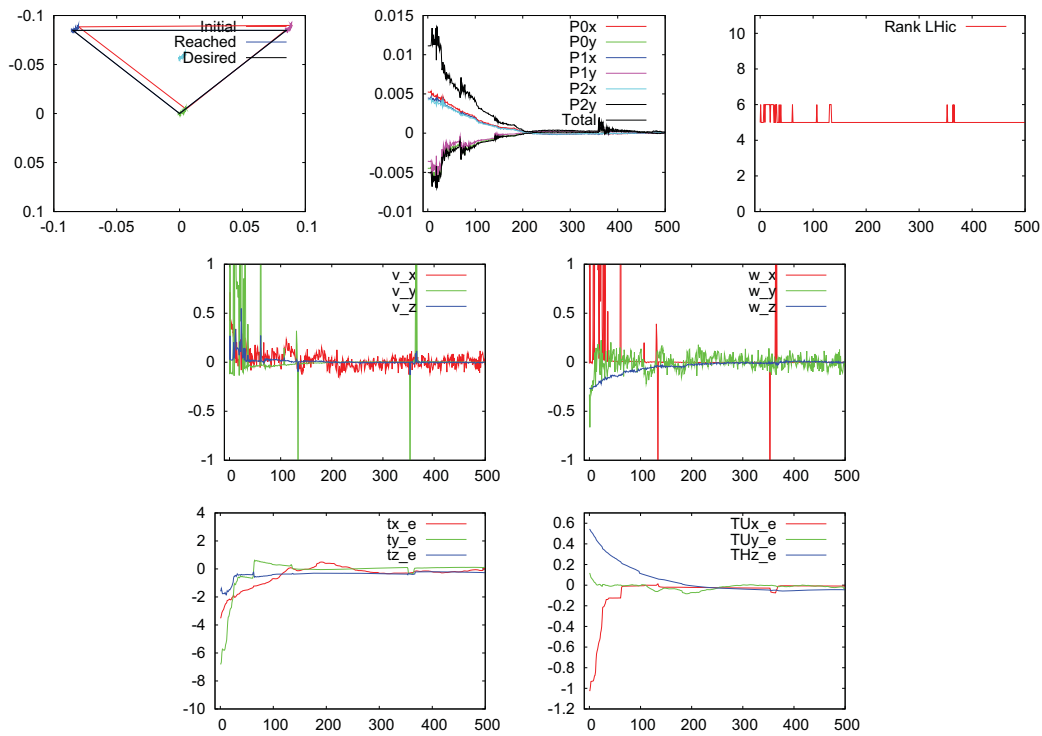 -0.1
-0.05
0
0.05
0.1
-0.1 -0.05 0 0.05 0.1
Initial
Reached
Desired
0.015
0.01
0.005
0
-0.005
-0.01
0 100 200 300 400 500
P0x
P0y
P1x
P1y
P2x
P2y
Total
10
8
6
4
2
0
0 100 200 300 400 500
Rank LHic
1
0.5
0
-0.5
-1
0 100 200 300 400 500
v_x
v_y
v_z
1
0.5
0
-0.5
-1
0 100 200 300 400 500
w_x
w_y
w_z
4
2
0
-2
-4
-6
-8
-10
0 100 200 300 400 500
tx_e
ty_e
tz_e
0.6
0.4
0.2
0
-0.2
-0.4
-0.6
-0.8
-1
-1.2
0 100 200 300 400 500
TUx_e
TUy_e
THz_e